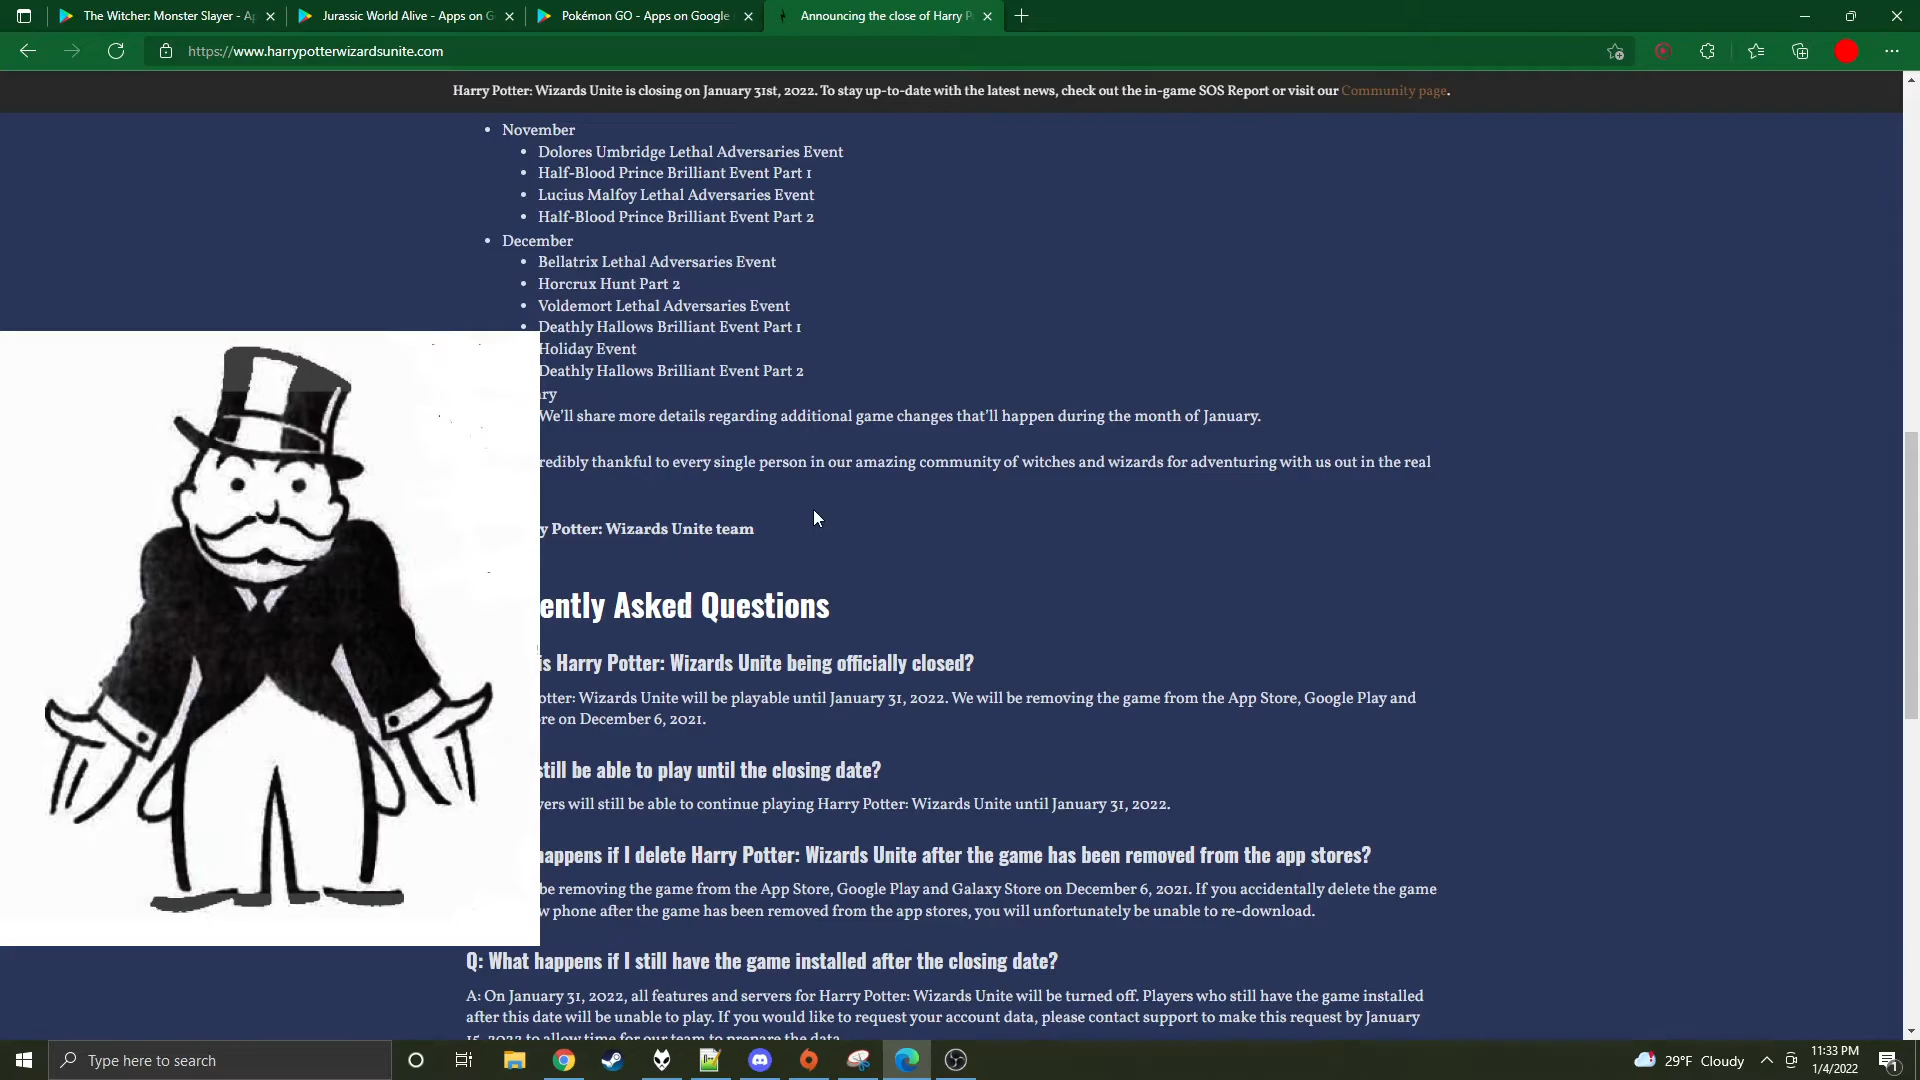 The Witcher: Monster Slayer - Ap
Jurassic World Alive - Apps on G
Pokémon GO - Apps on Google
Announcing the close of Harry P
https://www.harrypotterwizardsunite.com
Harry Potter: Wizards Unite is closing on January 31st, 2022. To stay up-to-date with the latest news, check out the in-game SOS Report or visit our Community page.
November
Dolores Umbridge Lethal Adversaries Event
Half-Blood Prince Brilliant Event Part 1
Lucius Malfoy Lethal Adversaries Event
Half-Blood Prince Brilliant Event Part 2
December
Bellatrix Lethal Adversaries Event
Horcrux Hunt Part 2
Voldemort Lethal Adversaries Event
Deathly Hallows Brilliant Event Part 1
Holiday Event
Deathly Hallows Brilliant Event Part 2
ry
We'll share more details regarding additional game changes that'll happen during the month of January.
redibly thankful to every single person in our amazing community of witches and wizards for adventuring with us out in the real
y Potter: Wizards Unite team
ently Asked Questions
is Harry Potter: Wizards Unite being officially closed?
otter: Wizards Unite will be playable until January 31, 2022. We will be removing the game from the App Store, Google Play and
re on December 6, 2021.
still be able to play until the closing date?
yers will still be able to continue playing Harry Potter: Wizards Unite until January 31, 2022.
happens if I delete Harry Potter: Wizards Unite after the game has been removed from the app stores?
be removing the game from the App Store, Google Play and Galaxy Store on December 6, 2021. If you accidentally delete the game
w phone after the game has been removed from the app stores, you will unfortunately be unable to re-download.
Q: What happens if I still have the game installed after the closing date?
A: On January 31, 2022, all features and servers for Harry Potter: Wizards Unite will be turned off. Players who still have the game installed
after this date will be unable to play. If you would like to request your account data, please contact support to make this request by January
15, 2022 to allow time for our team to prepare the data.
Type here to search
29°F Cloudy
11:33 PM
1/4/2022
1